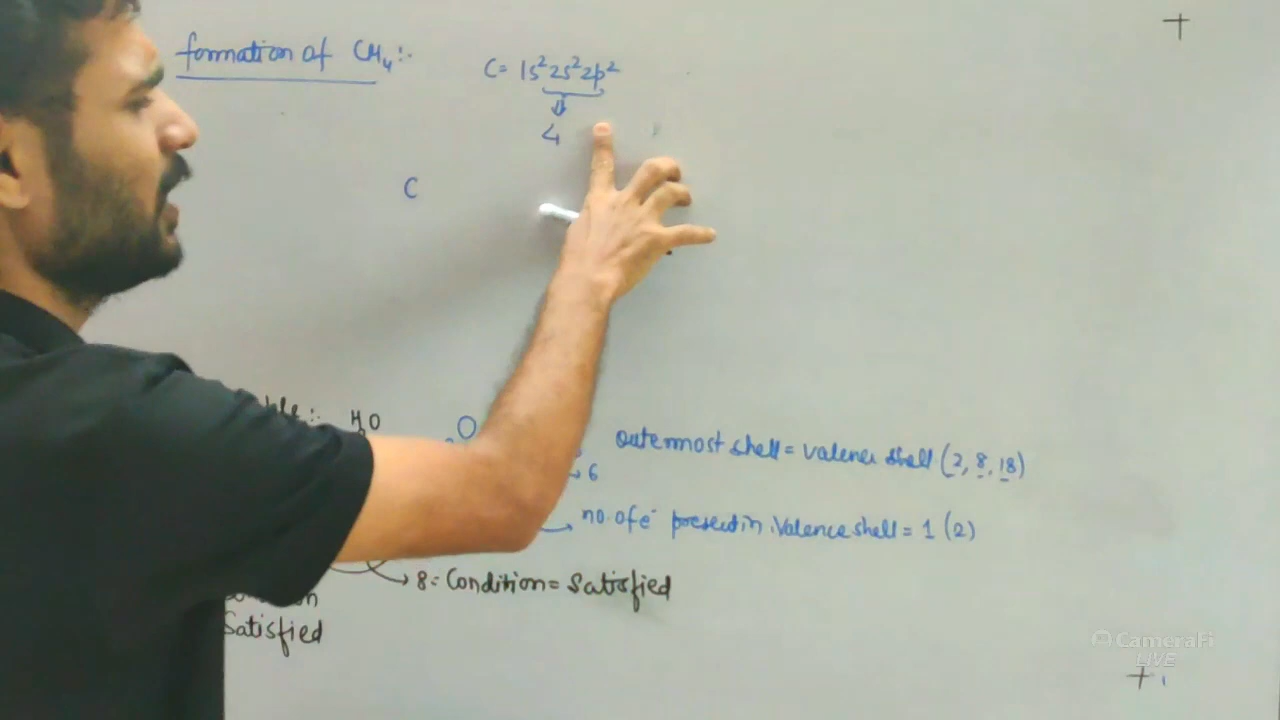 formation of CH₄ :-
C = 1s² 2s² 2p²
4
C
H₂O
O
outermost shell = valence shell (2, 8, 18)
6
no. of e⁻ present in valence shell = 1 (2)
8 = Condition = Satisfied
Satisfied
CameraFi
LIVE